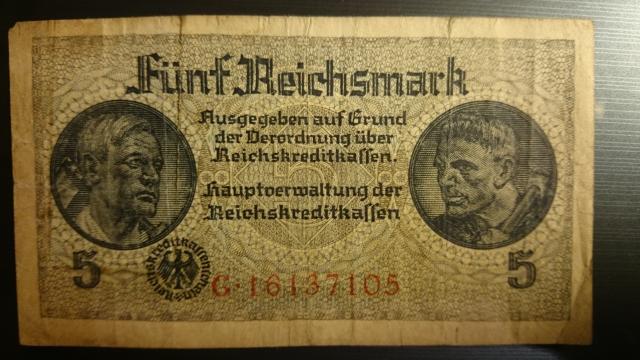 Fünf Reichsmark
Ausgegeben auf Grund
der Verordnung über
Reichskreditkassen.
Hauptverwaltung der
Reichskreditkassen
5
5
G·16137105